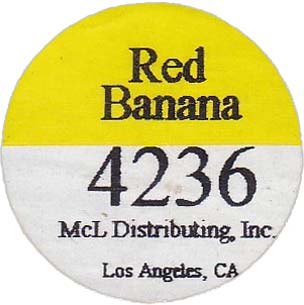 Red
Banana
4236
McL Distributing, Inc.
Los Angeles, CA